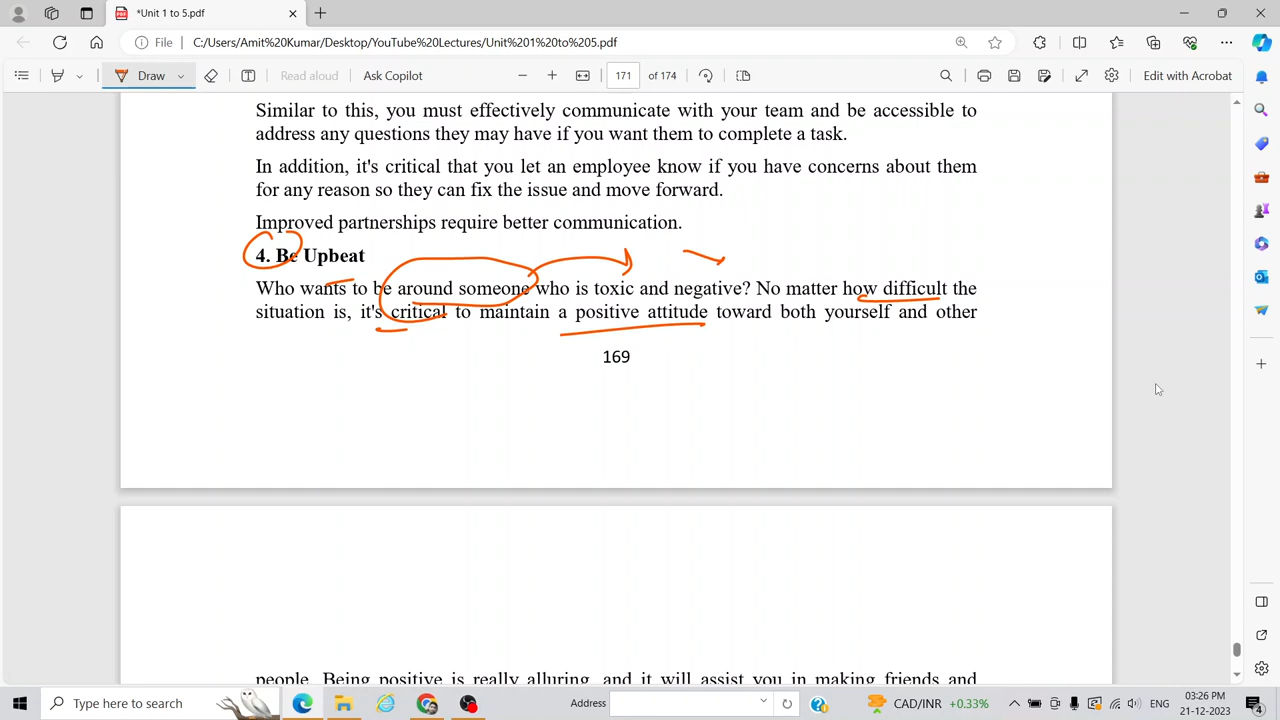 *Unit 1 to 5.pdf
File C:/Users/Amit%20Kumar/Desktop/YouTube%20Lectures/Unit%201%20to%205.pdf
Draw Read aloud Ask Copilot 171 of 174 Edit with Acrobat
Similar to this, you must effectively communicate with your team and be accessible to
address any questions they may have if you want them to complete a task.
In addition, it's critical that you let an employee know if you have concerns about them
for any reason so they can fix the issue and move forward.
Improved partnerships require better communication.
4. Be Upbeat
Who wants to be around someone who is toxic and negative? No matter how difficult the
situation is, it's critical to maintain a positive attitude toward both yourself and other
169
people. Being positive is really alluring, and it will assist you in making friends and
Type here to search Address CAD/INR +0.33% ENG 03:26 PM
21-12-2023 4